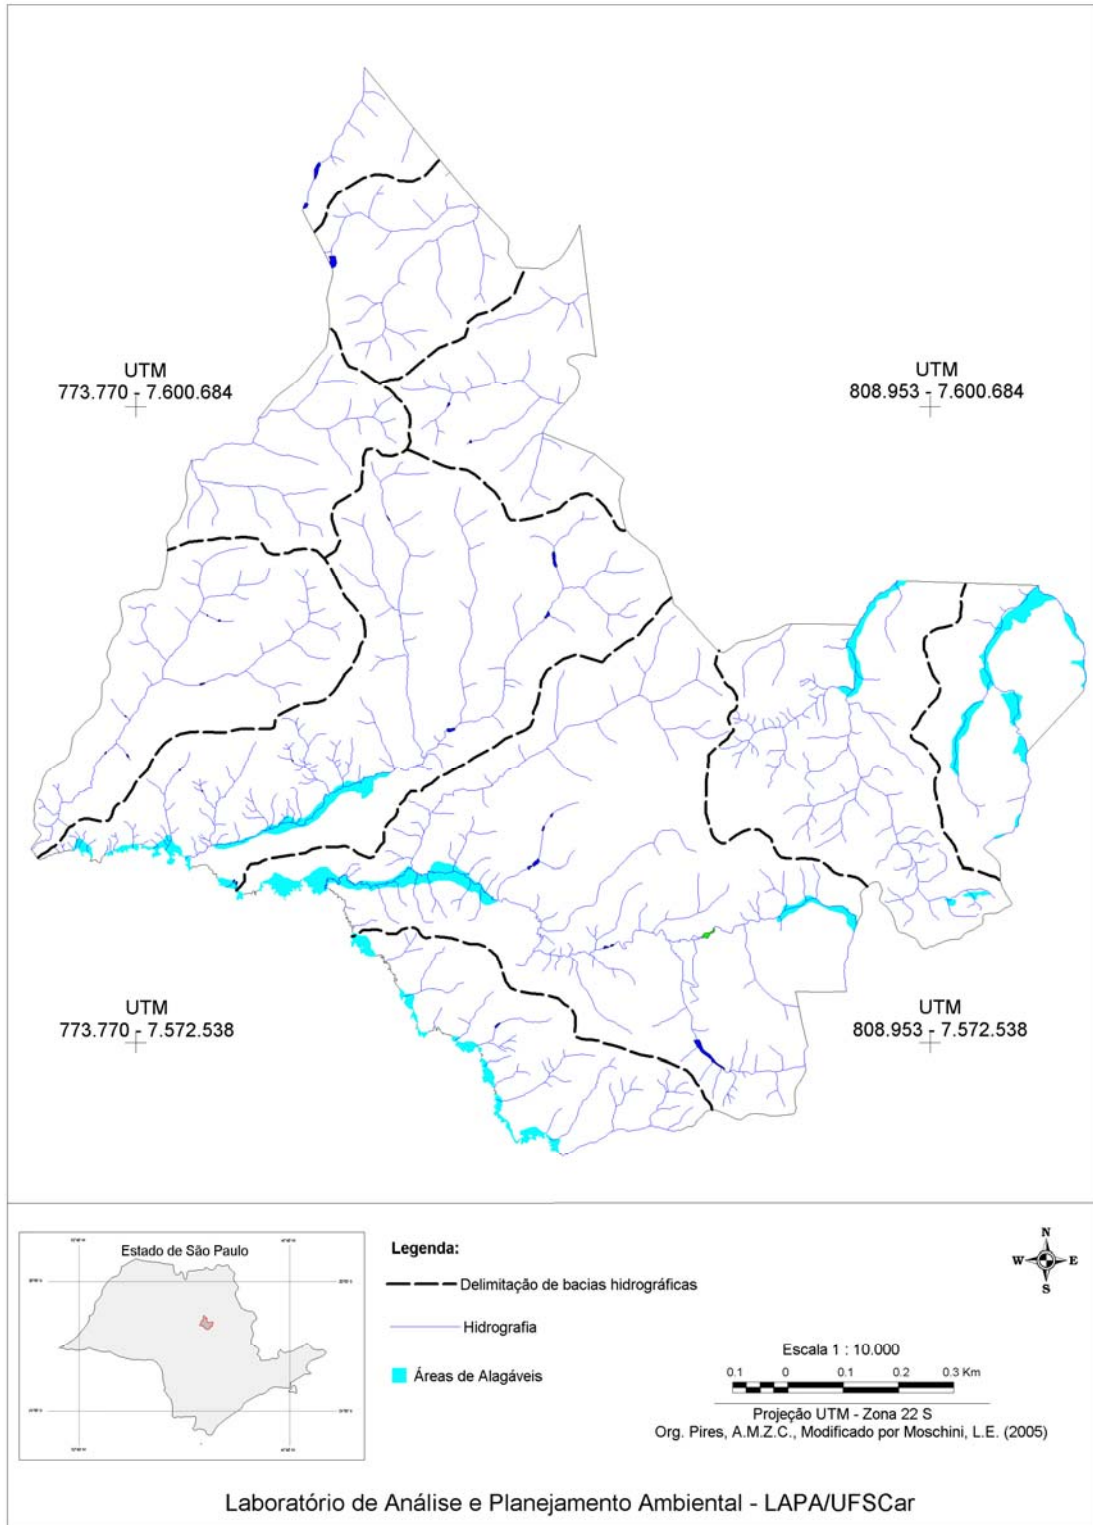 UTM
773.770 - 7.600.684
UTM
808.953 - 7.600.684
UTM
773.770 - 7.572.538
UTM
808.953 - 7.572.538
Estado de São Paulo
Legenda:
Delimitação de bacias hidrográficas
Hidrografia
Áreas de Alagáveis
N
W E
S
Escala 1 : 10.000
0.1 0 0.1 0.2 0.3 Km
Projeção UTM - Zona 22 S
Org. Pires, A.M.Z.C., Modificado por Moschini, L.E. (2005)
Laboratório de Análise e Planejamento Ambiental - LAPA/UFSCar